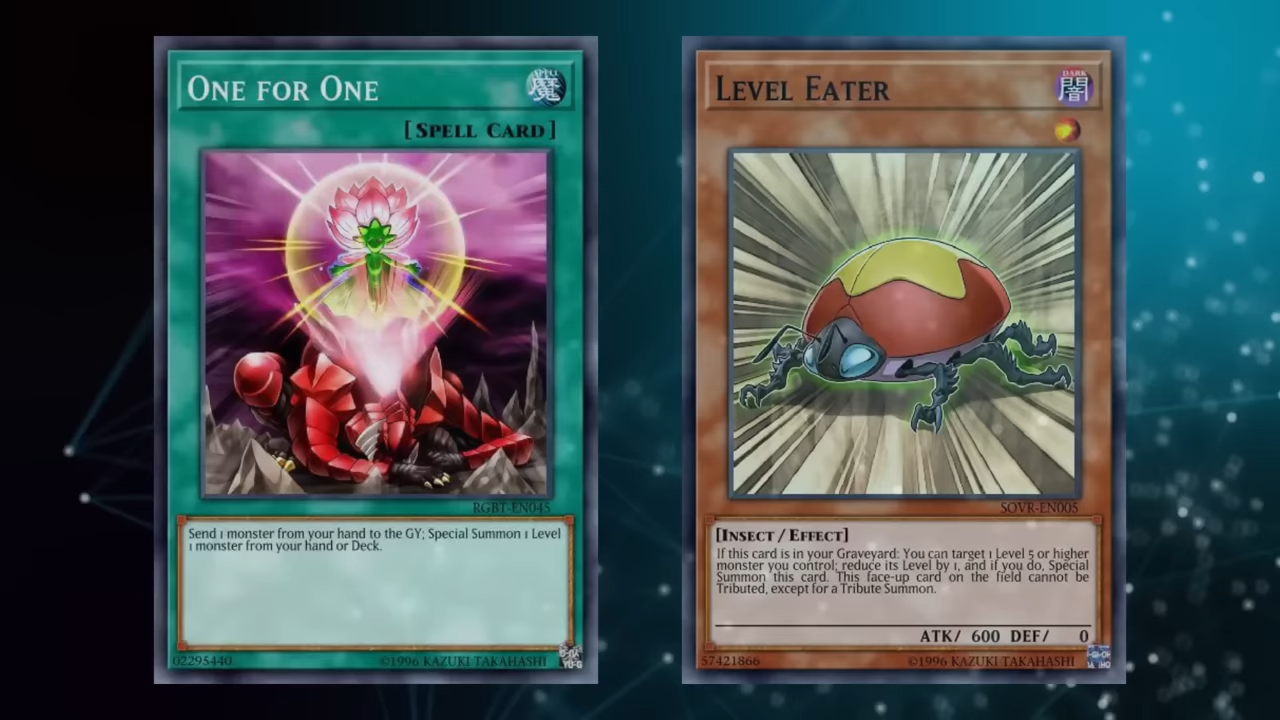 ONE FOR ONE
魔
[SPELL CARD]
RGBT-EN045
Send 1 monster from your hand to the GY; Special Summon 1 Level
1 monster from your hand or Deck.
02295440
©1996 KAZUKI TAKAHASHI
LEVEL EATER
DARK
闇
SOVR-EN005
[INSECT / EFFECT]
If this card is in your Graveyard: You can target 1 Level 5 or higher
monster you control; reduce its Level by 1, and if you do, Special
Summon this card. This face-up card on the field cannot be
Tributed, except for a Tribute Summon.
ATK/ 600 DEF/ 0
57421866
©1996 KAZUKI TAKAHASHI